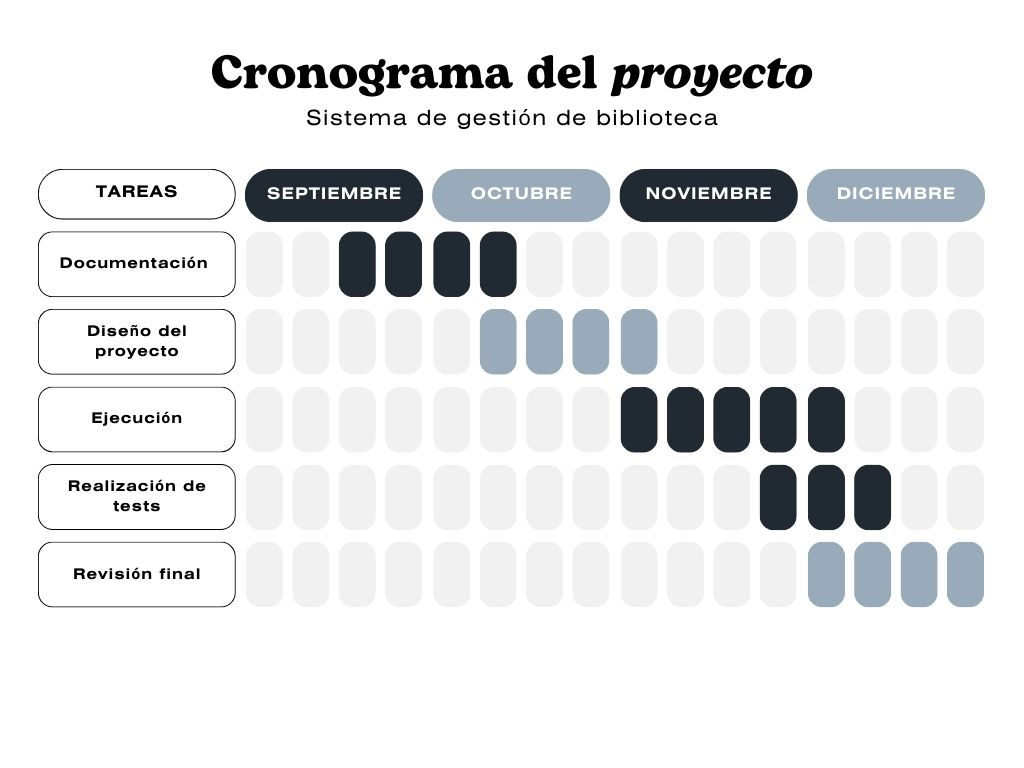 Cronograma del proyecto
Sistema de gestión de biblioteca
TAREAS SEPTIEMBRE OCTUBRE NOVIEMBRE DICIEMBRE
Documentación
Diseño del
proyecto
Ejecución
Realización de
tests
Revisión final